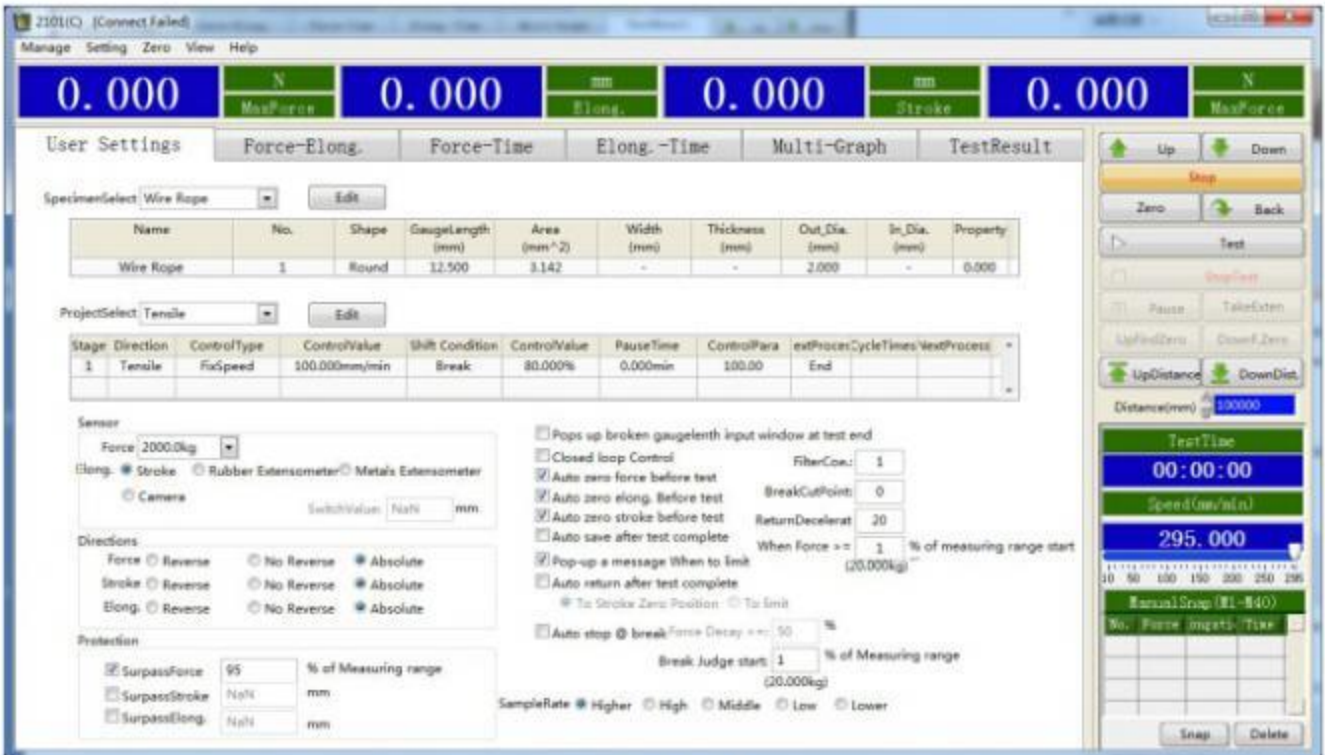 2101(C) (Connect Failed)
Manage Setting Zero View Help
0.000 N MaxForce 0.000 mm Elong. 0.000 mm Stroke 0.000 N MaxForce
User Settings Force-Elong. Force-Time Elong.-Time Multi-Graph TestResult
SpecimenSelect Wire Rope Edit
Name No. Shape GaugeLength (mm) Area (mm^2) Width (mm) Thickness (mm) Out_Dia. (mm) In_Dia. (mm) Property
Wire Rope 1 Round 12.500 3.142 - - 2.000 - 0.000
ProjectSelect Tensile Edit
Stage Direction ControlType ControlValue Shift Condition ControlValue PauseTime ControlPara extProces CycleTimes NextProcess
1 Tensile FixSpeed 100.000mm/min Break 80.000% 0.000min 100.00 End
Sensor
Force 2000.0kg
Elong. Stroke Rubber Extensometer Metals Extensometer
Camera
SwitchValue: NaN mm
Directions
Force Reverse No Reverse Absolute
Stroke Reverse No Reverse Absolute
Elong. Reverse No Reverse Absolute
Protection
SurpassForce 95 % of Measuring range
SurpassStroke NaN mm
SurpassElong. NaN mm
Pops up broken gaugelenth input window at test end
Closed loop Control
Auto zero force before test
Auto zero elong. Before test
Auto zero stroke before test
Auto save after test complete
Pop-up a message When to limit
Auto return after test complete
To Stroke Zero Position To limit
Auto stop @ break Force Decay >=: 50 %
Break Judge start: 1 % of Measuring range
(20.000kg)
SampleRate Higher High Middle Low Lower
FilterCoe.: 1
BreakCutPoint: 0
ReturnDecelerat 20
When Force >= 1 % of measuring range start
(20.000kg)
Up Down
Stop
Zero Back
Test
StopTest
Pause TakeExten
UpFindZero DownF.Zero
UpDistance DownDist.
Distance(mm) 100000
TestTime
00:00:00
Speed(mm/min)
295.000
10 50 100 150 200 250 295
ManualSnap(M1-M40)
No. Force ongati Time
Snap Delete